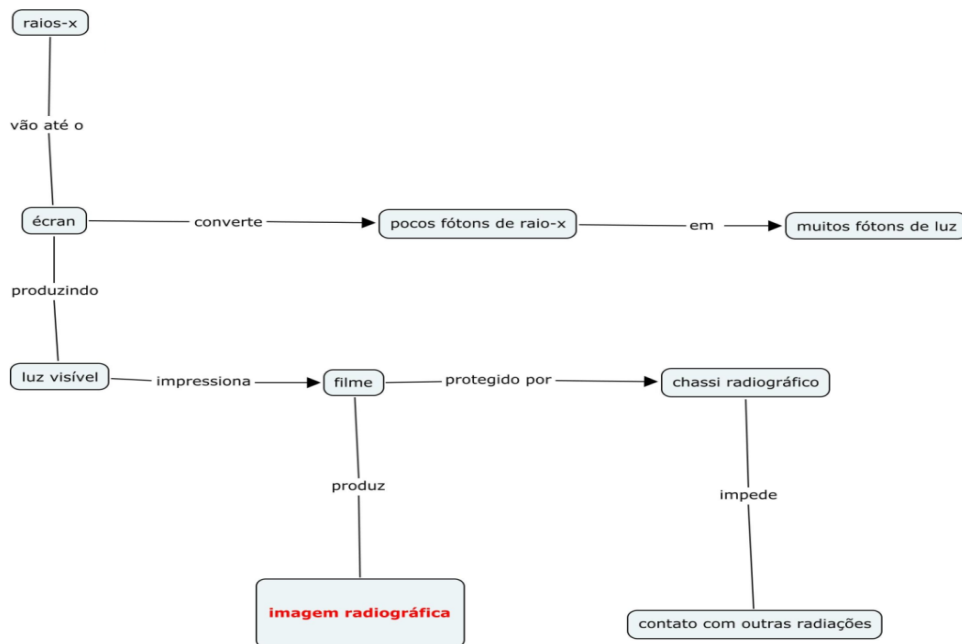 raios-x
vão até o
écran
converte
pocos fótons de raio-x
em
muitos fótons de luz
produzindo
luz visível
impressiona
filme
protegido por
chassi radiográfico
produz
impede
imagem radiográfica
contato com outras radiações